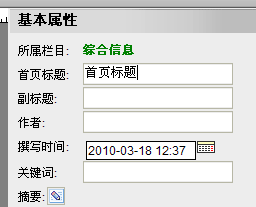 基本属性
所属栏目: 综合信息
首页标题: 首页标题
副标题:
作者:
撰写时间: 2010-03-18 12:37
关键词:
摘要: